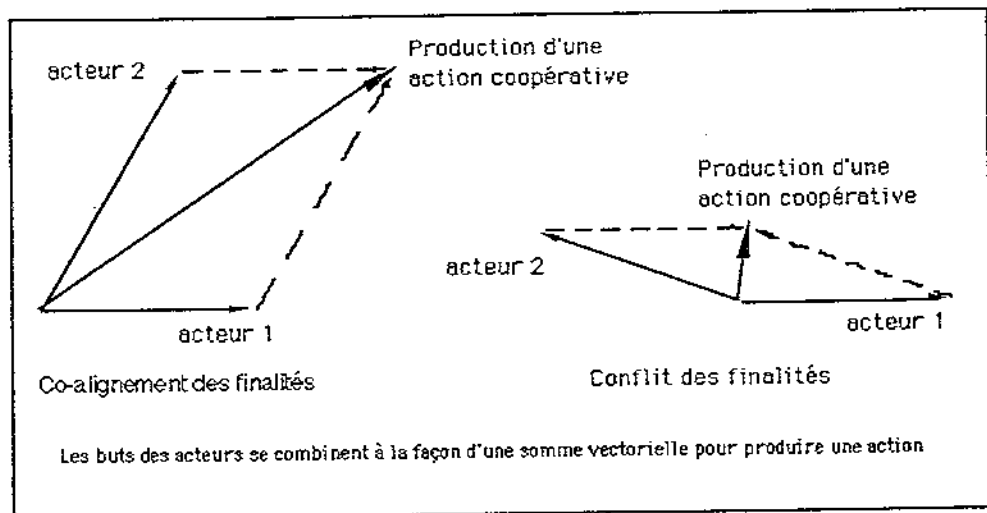 Production d'une
action coopérative
acteur 2
acteur 1
Co-alignement des finalités
Production d'une
action coopérative
acteur 2
acteur 1
Conflit des finalités
Les buts des acteurs se combinent à la façon d'une somme vectorielle pour produire une action